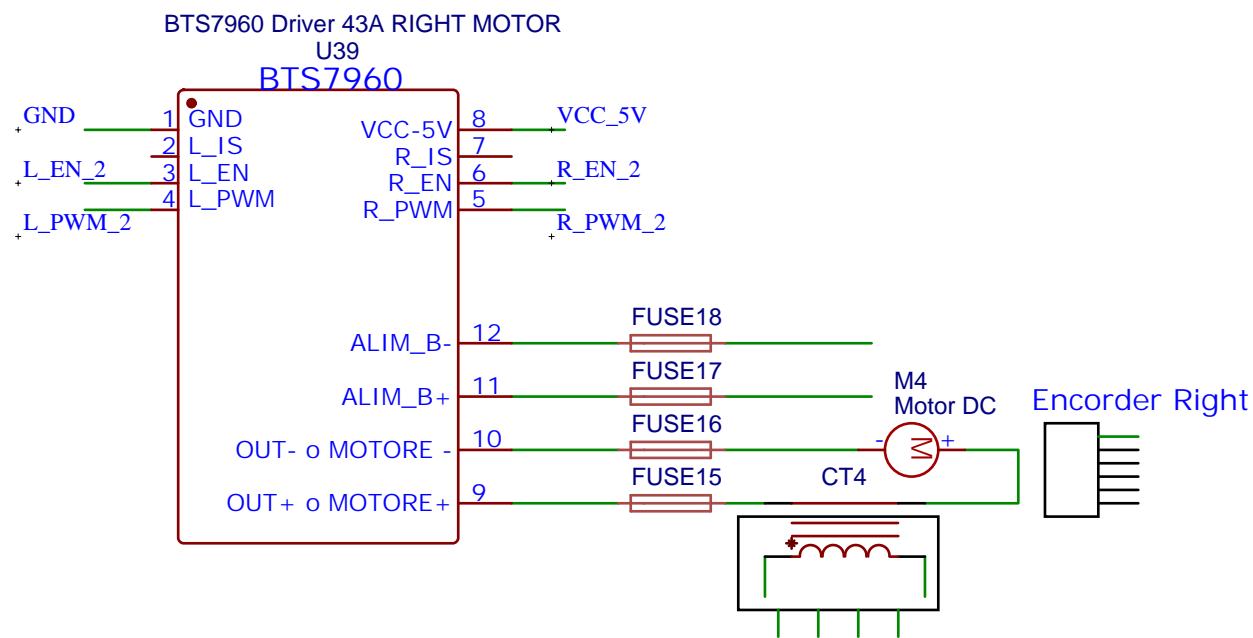 BTS7960 Driver 43A RIGHT MOTOR
U39
BTS7960
GND
1
GND
VCC-5V
8
VCC_5V
2
L_IS
R_IS
7
L_EN_2
3
L_EN
R_EN
6
R_EN_2
4
L_PWM
R_PWM
5
L_PWM_2
R_PWM_2
FUSE18
ALIM_B-
12
FUSE17
ALIM_B+
11
M4
Motor DC
Encorder Right
FUSE16
OUT- o MOTORE -
10
-
M
+
FUSE15
CT4
OUT+ o MOTORE+
9